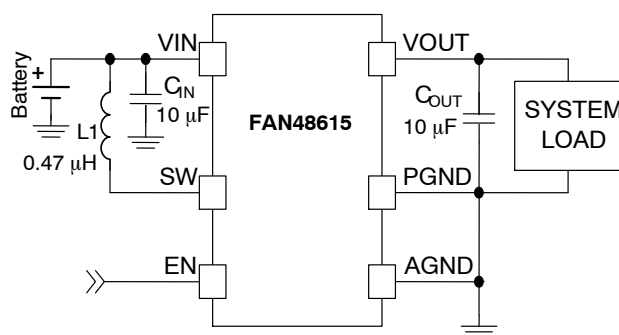 VIN
VOUT
Battery
+
CIN
10 μF
L1
0.47 μH
FAN48615
COUT
10 μF
SYSTEM
LOAD
SW
PGND
EN
AGND